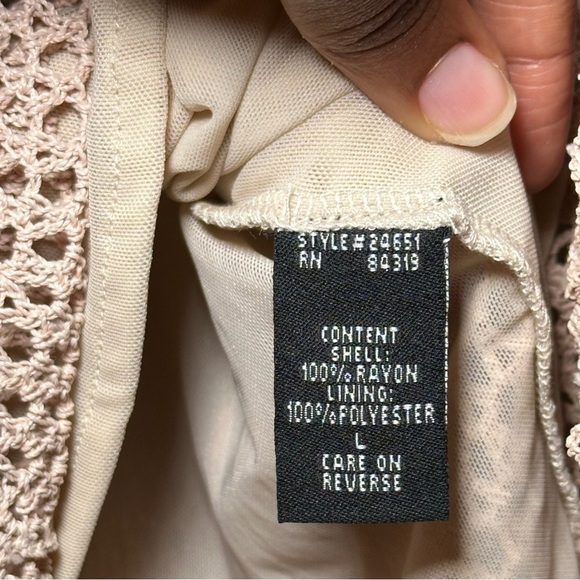 STYLE#24651
RN 84319
CONTENT
SHELL:
100%RAYON
LINING:
100%POLYESTER
L
CARE ON
REVERSE